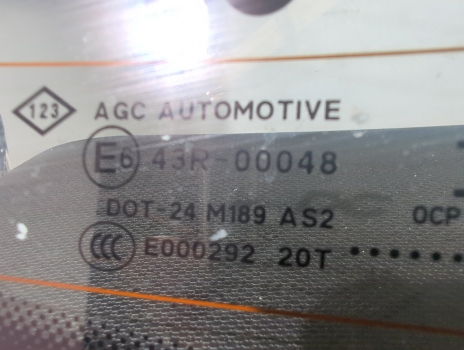 123 AGC AUTOMOTIVE
E6 43R-00048
DOT-24 M189 AS2 OCP
CCC E000292 20T ••••••••